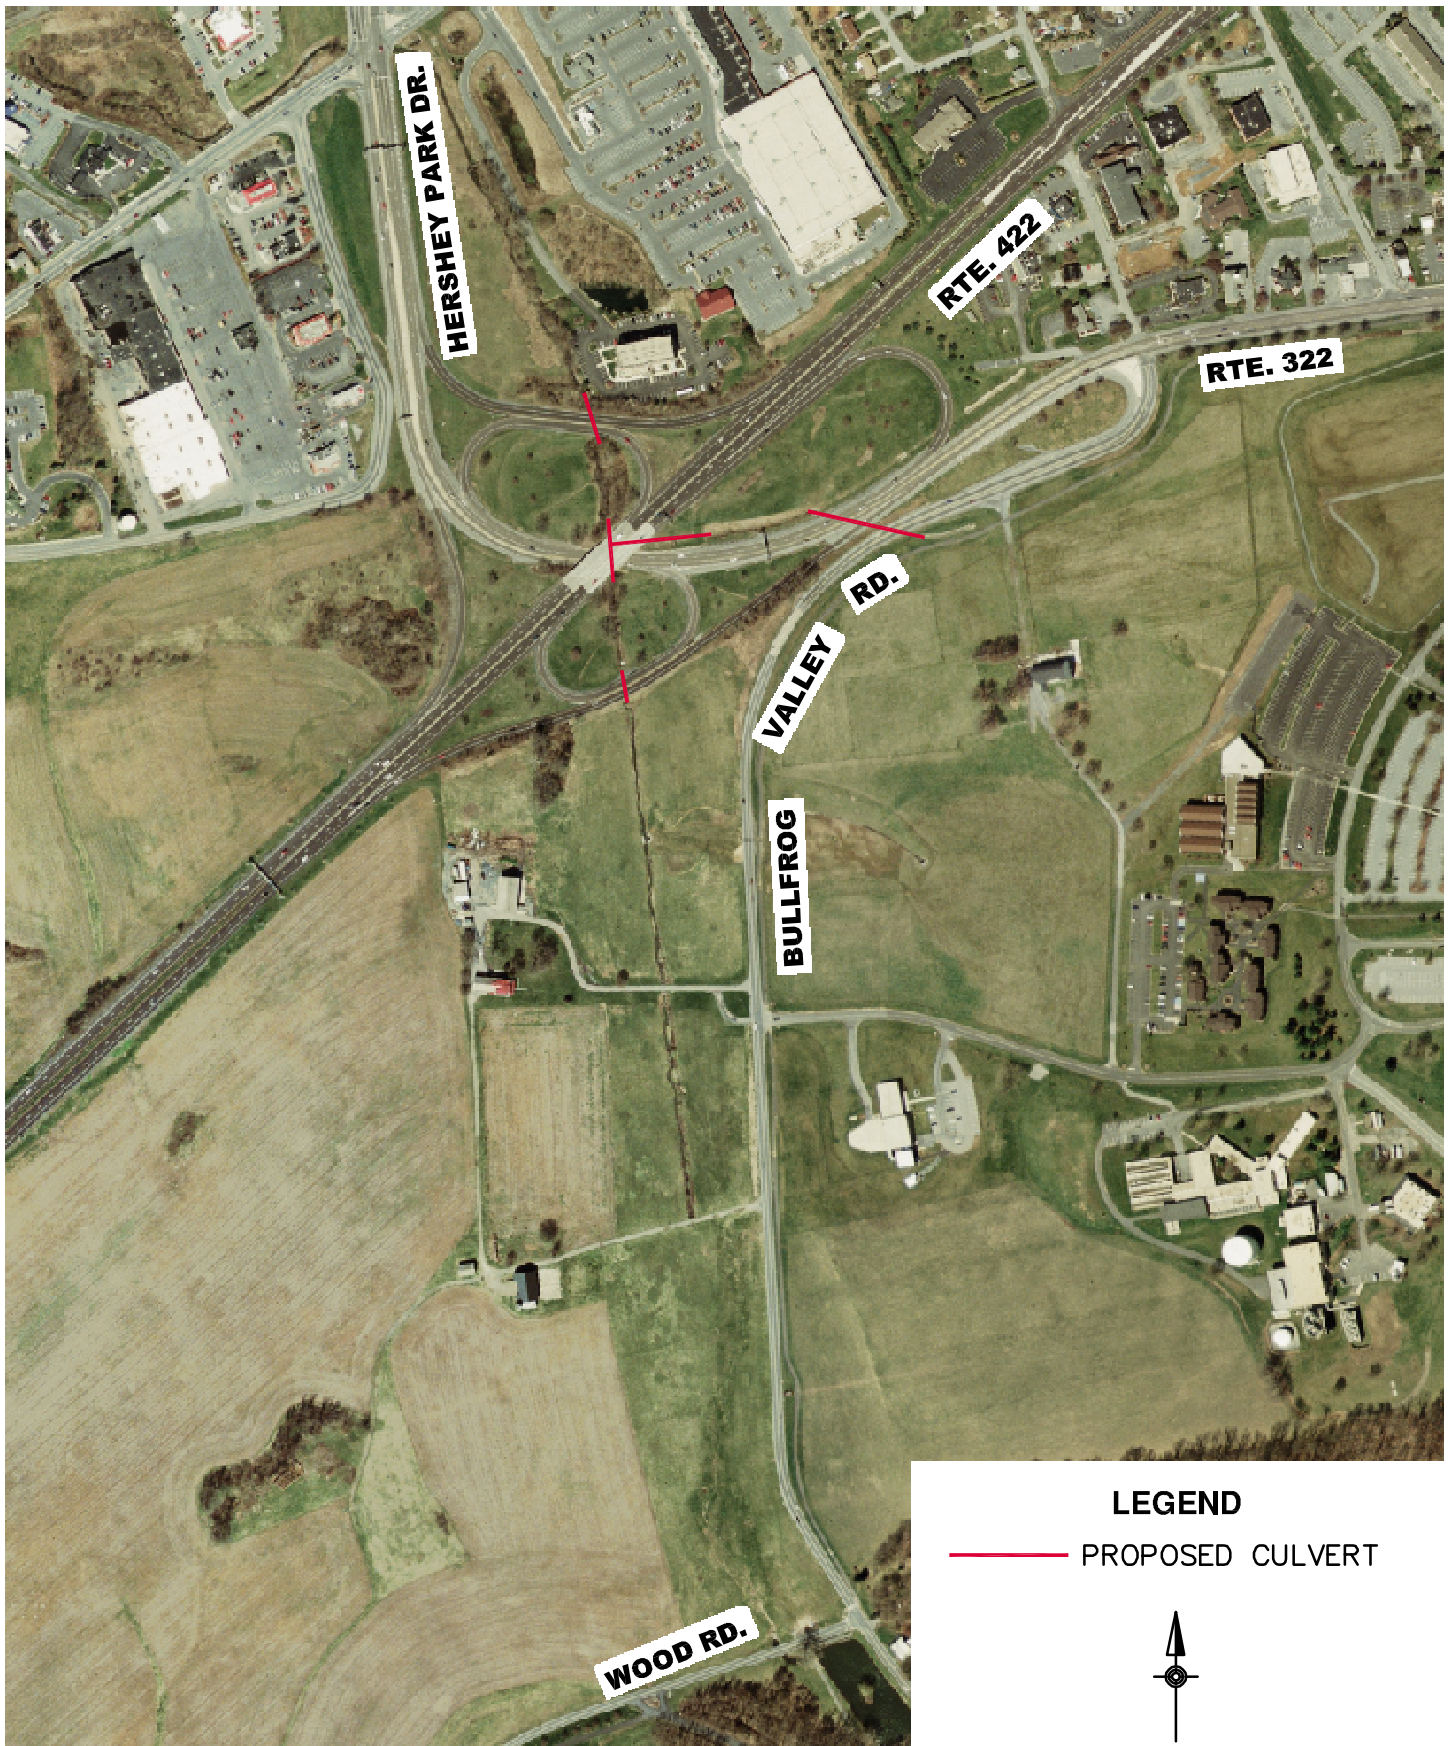 HERSHEY PARK DR.
RTE. 422
RTE. 322
RD.
VALLEY
BULLFROG
WOOD RD.
LEGEND
PROPOSED CULVERT